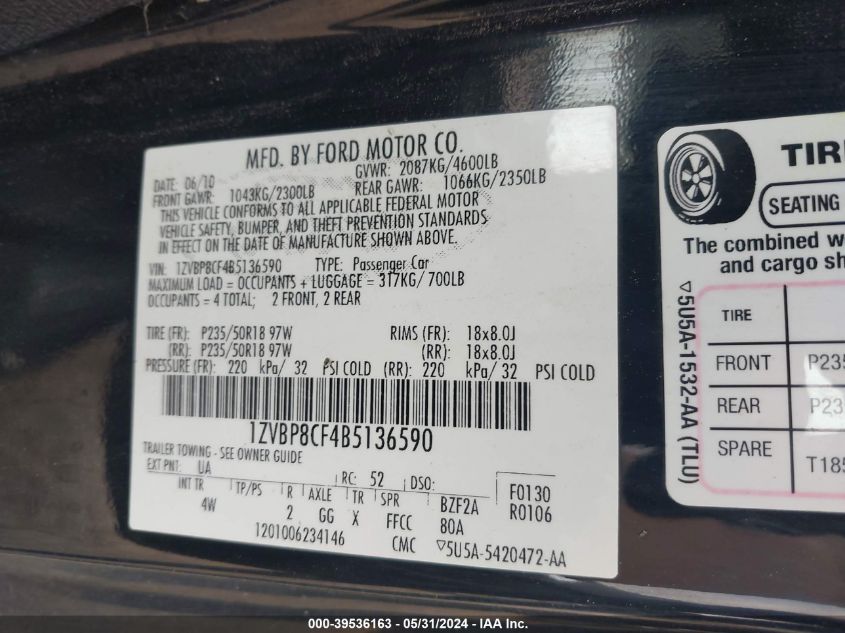 MFD. BY FORD MOTOR CO.
DATE: 06/10 GVWR: 2087KG/4600LB
FRONT GAWR: 1043KG/2300LB REAR GAWR: 1066KG/2350LB
THIS VEHICLE CONFORMS TO ALL APPLICABLE FEDERAL MOTOR
VEHICLE SAFETY, BUMPER, AND THEFT PREVENTION STANDARDS
IN EFFECT ON THE DATE OF MANUFACTURE SHOWN ABOVE.
VIN: 1ZVBP8CF4B5136590 TYPE: Passenger Car
MAXIMUM LOAD = OCCUPANTS + LUGGAGE = 317KG/ 700LB
OCCUPANTS = 4 TOTAL; 2 FRONT, 2 REAR
TIRE (FR): P235/50R18 97W RIMS (FR): 18x8.0J
(RR): P235/50R18 97W (RR): 18x8.0J
PRESSURE (FR): 220 kPa/ 32 PSI COLD (RR): 220 kPa/ 32 PSI COLD
1ZVBP8CF4B5136590
TRAILER TOWING - SEE OWNER GUIDE
EXT PNT: UA RC: 52 DSO: F0130
INT TR TP/PS R AXLE TR SPR BZF2A R0106
4W 2 GG X FFCC 80A
1201006234146 CMC ▽5U5A-5420472-AA
TIRE
SEATING
The combined w
and cargo sh
TIRE
FRONT P235
REAR P23
SPARE T185
▽5U5A-1532-AA (TLU)
000-39536163 - 05/31/2024 - IAA Inc.